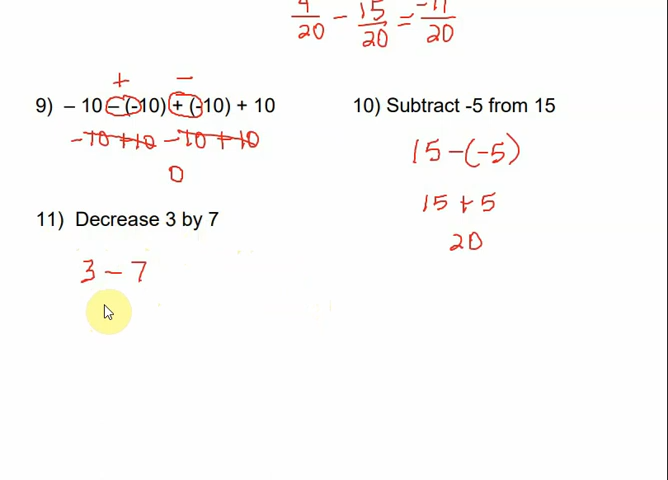 4/20 - 15/20 = -11/20
+ -
9) – 10 – (-10) + (-10) + 10
-10 +10 -10 +10
0
10) Subtract -5 from 15
15 - (-5)
15 + 5
20
11) Decrease 3 by 7
3 - 7